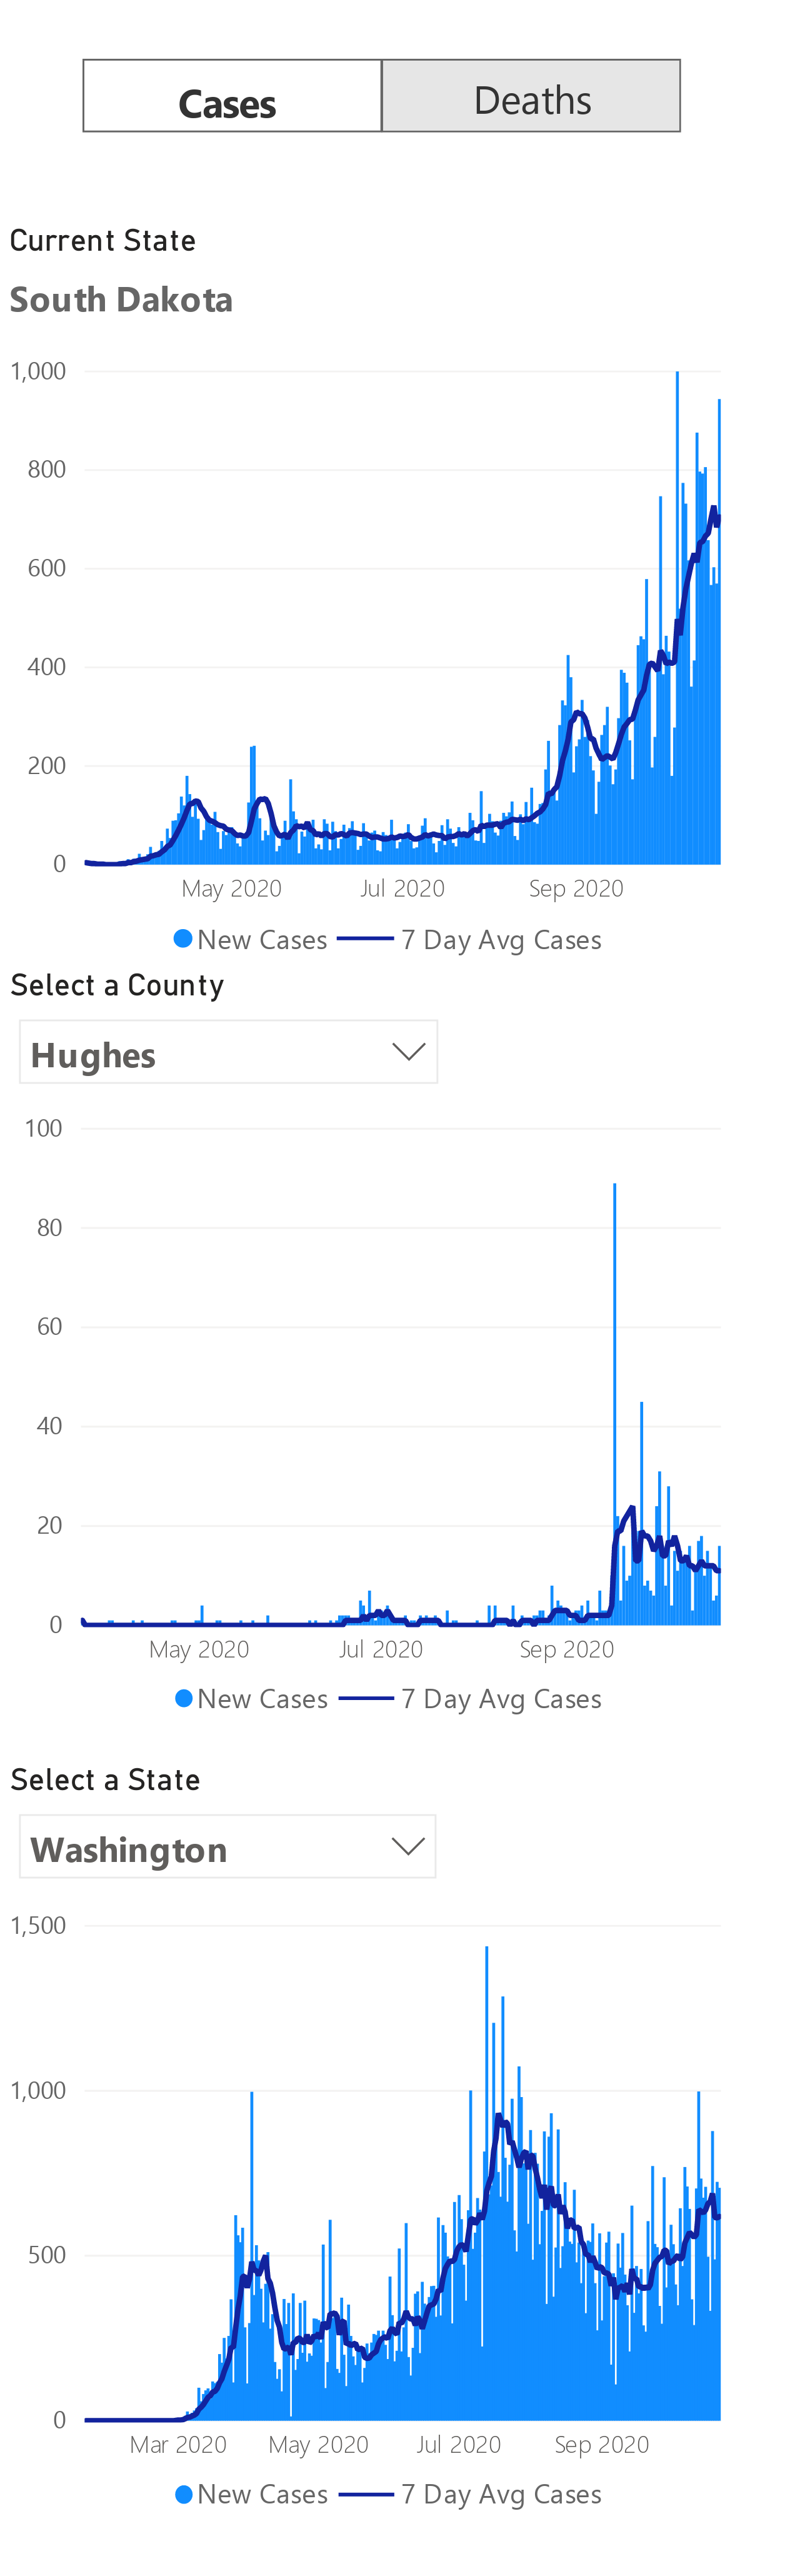 Cases Deaths
Current State
South Dakota
1,000
800
600
400
200
0
May 2020 Jul 2020 Sep 2020
New Cases 7 Day Avg Cases
Select a County
Hughes
100
80
60
40
20
0
May 2020 Jul 2020 Sep 2020
New Cases 7 Day Avg Cases
Select a State
Washington
1,500
1,000
500
0
Mar 2020 May 2020 Jul 2020 Sep 2020
New Cases 7 Day Avg Cases